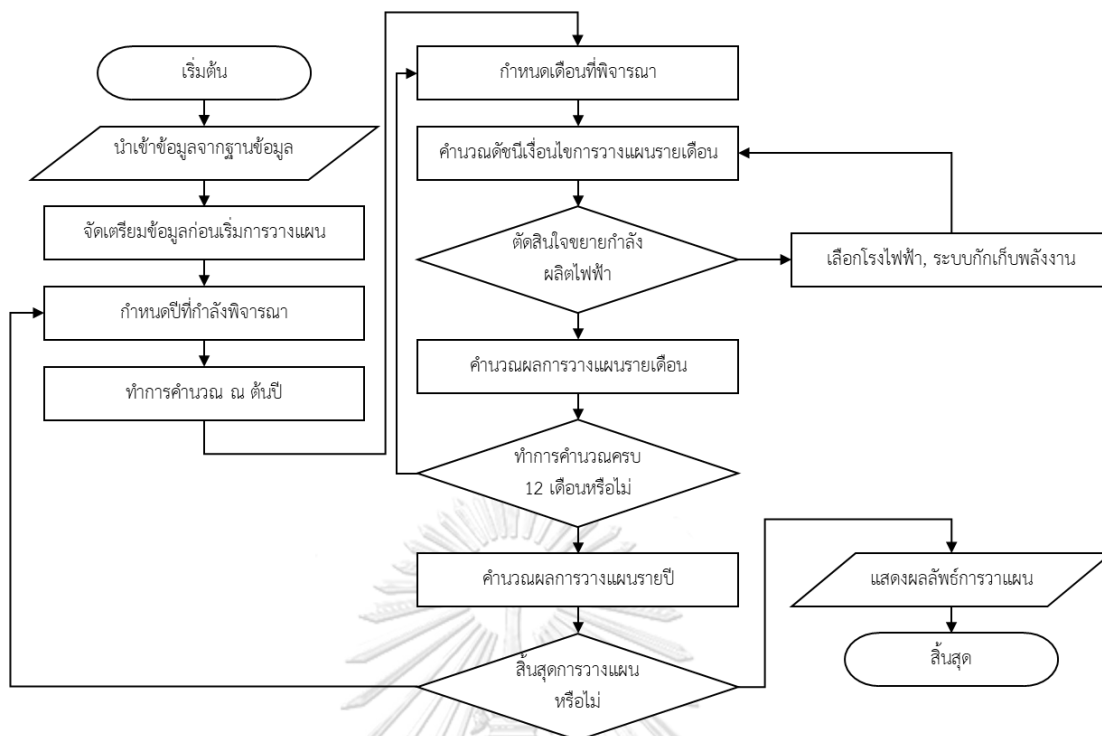 เริ่มต้น
นำเข้าข้อมูลจากฐานข้อมูล
จัดเตรียมข้อมูลก่อนเริ่มการวางแผน
กำหนดปีที่กำลังพิจารณา
ทำการคำนวณ ณ ต้นปี
กำหนดเดือนที่พิจารณา
คำนวณดัชนีเงื่อนไขการวางแผนรายเดือน
ตัดสินใจขยายกำลัง
ผลิตไฟฟ้า
เลือกโรงไฟฟ้า, ระบบกักเก็บพลังงาน
คำนวณผลการวางแผนรายเดือน
ทำการคำนวณครบ
12 เดือนหรือไม่
คำนวณผลการวางแผนรายปี
สิ้นสุดการวางแผน
หรือไม่
แสดงผลลัพธ์การวาแผน
สิ้นสุด